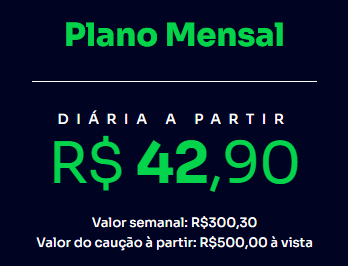 Plano Mensal
DIÁRIA A PARTIR
R$ 42,90
Valor semanal: R$300,30
Valor do caução à partir: R$500,00 à vista